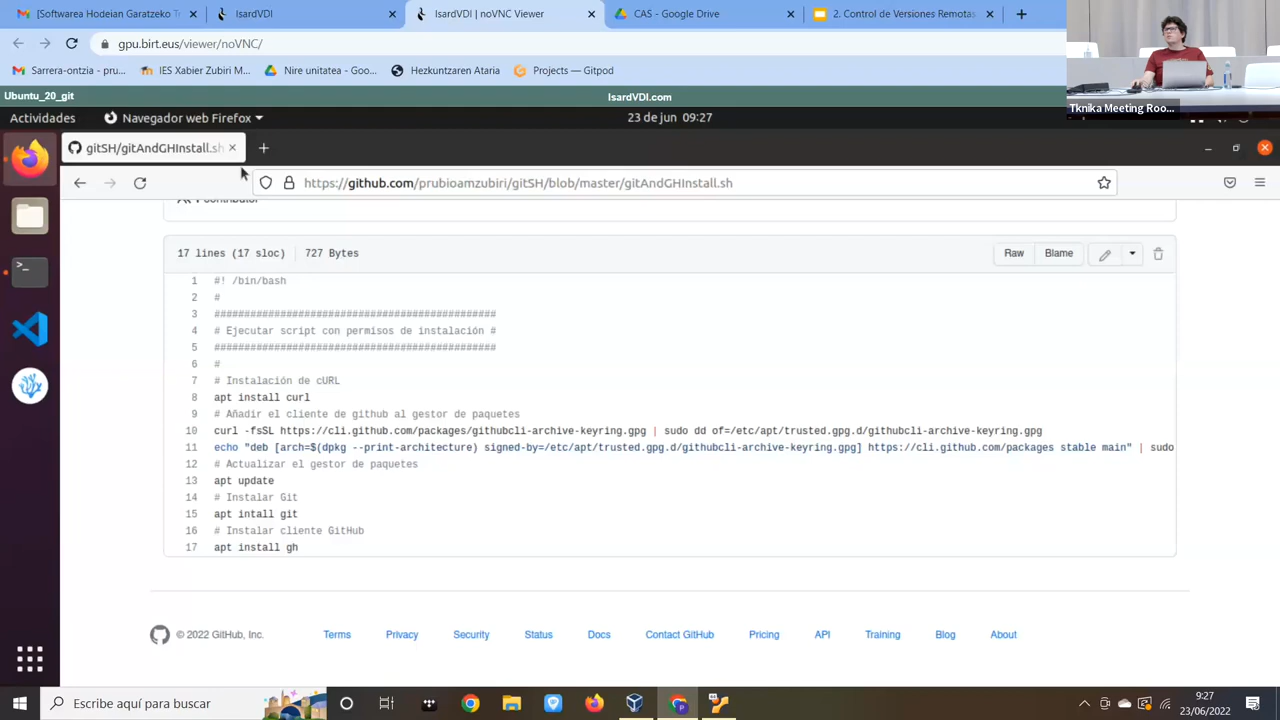 Modificaciones en Garatzeko T
IsardVDI
IsardVDI | noVNC Viewer
CAS - Google Drive
2. Control de Versiones Remotas
gpu.birt.eus/viewer/noVNC/
Sarrera-ontzia - pru...
IES Xabier Zubiri M...
Nire unitatea - Goo...
Hezkuntzaren Ataria
Projects — Gitpod
Tknika Meeting Roo...
Ubuntu_20_git
IsardVDI.com
Actividades
Navegador web Firefox
23 de jun 09:27
gitSH/gitAndGHInstall.sh
https://github.com/prubioamzubiri/gitSH/blob/master/gitAndGHInstall.sh
17 lines (17 sloc) 727 Bytes
Raw
Blame
1 #! /bin/bash
2 #
3 ###############################################
4 # Ejecutar script con permisos de instalación #
5 ###############################################
6 #
7 # Instalación de cURL
8 apt install curl
9 # Añadir el cliente de github al gestor de paquetes
10 curl -fsSL https://cli.github.com/packages/githubcli-archive-keyring.gpg | sudo dd of=/etc/apt/trusted.gpg.d/githubcli-archive-keyring.gpg
11 echo "deb [arch=$(dpkg --print-architecture) signed-by=/etc/apt/trusted.gpg.d/githubcli-archive-keyring.gpg] https://cli.github.com/packages stable main" | sudo
12 # Actualizar el gestor de paquetes
13 apt update
14 # Instalar Git
15 apt intall git
16 # Instalar cliente GitHub
17 apt install gh
© 2022 GitHub, Inc.
Terms
Privacy
Security
Status
Docs
Contact GitHub
Pricing
API
Training
Blog
About
Escribe aquí para buscar
9:27
23/06/2022